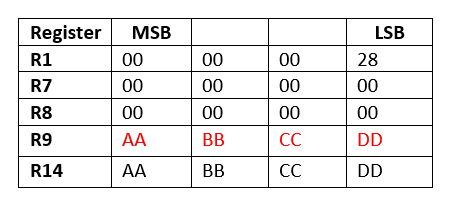 Register MSB LSB
R1 00 00 00 28
R7 00 00 00 00
R8 00 00 00 00
R9 AA BB CC DD
R14 AA BB CC DD